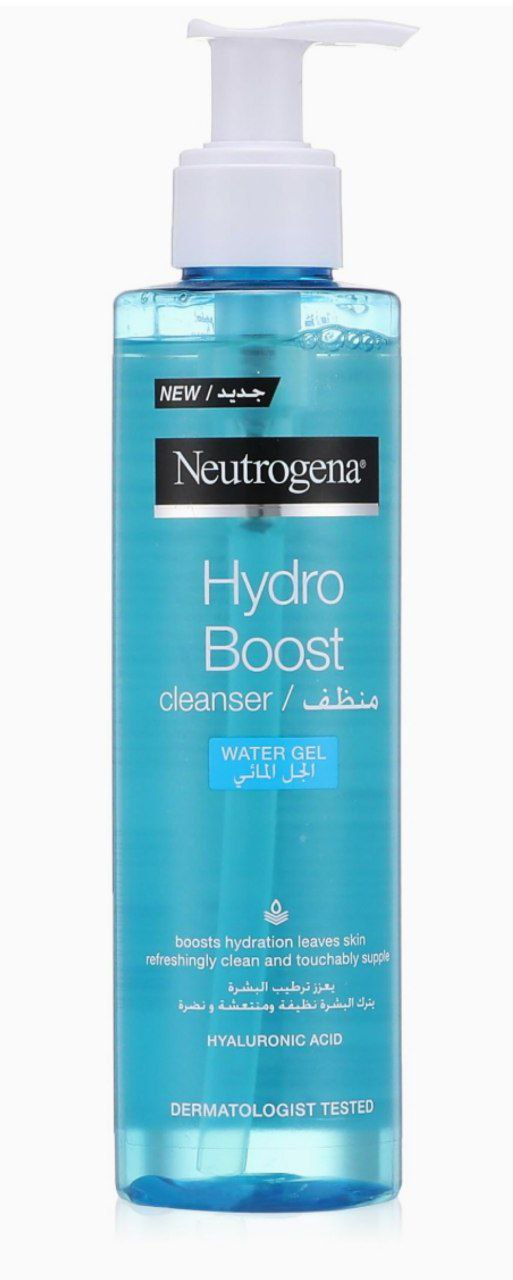 NEW / جديد
Neutrogena®
Hydro
Boost
cleanser / منظف
WATER GEL
الجل المائي
boosts hydration leaves skin
refreshingly clean and touchably supple
يعزز ترطيب البشرة
يترك البشرة نظيفة ومنتعشة و نضرة
HYALURONIC ACID
DERMATOLOGIST TESTED